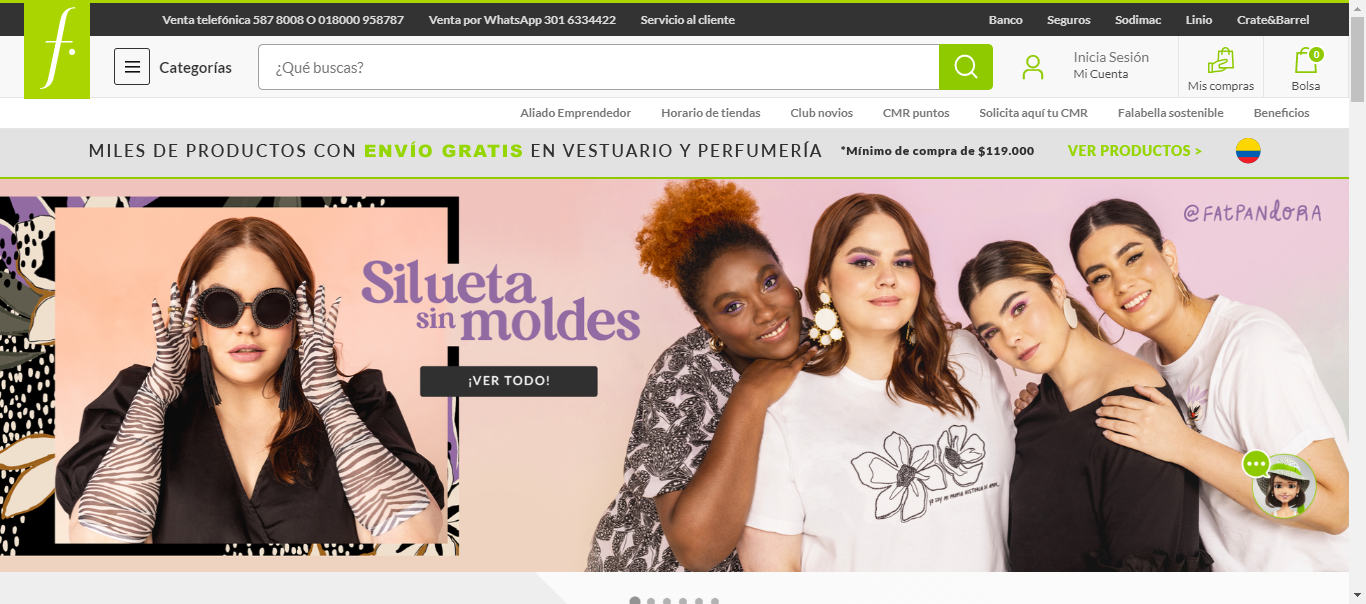 Venta telefónica 587 8008 O 018000 958787 Venta por WhatsApp 301 6334422 Servicio al cliente Banco Seguros Sodimac Linio Crate&Barrel
f.
Categorías ¿Qué buscas? Inicia Sesión
Mi Cuenta
Mis compras
0
Bolsa
Aliado Emprendedor Horario de tiendas Club novios CMR puntos Solicita aquí tu CMR Falabella sostenible Beneficios
MILES DE PRODUCTOS CON ENVÍO GRATIS EN VESTUARIO Y PERFUMERÍA *Mínimo de compra de $119.000 VER PRODUCTOS >
@FATPANDORA
Silueta
sin moldes
¡VER TODO!